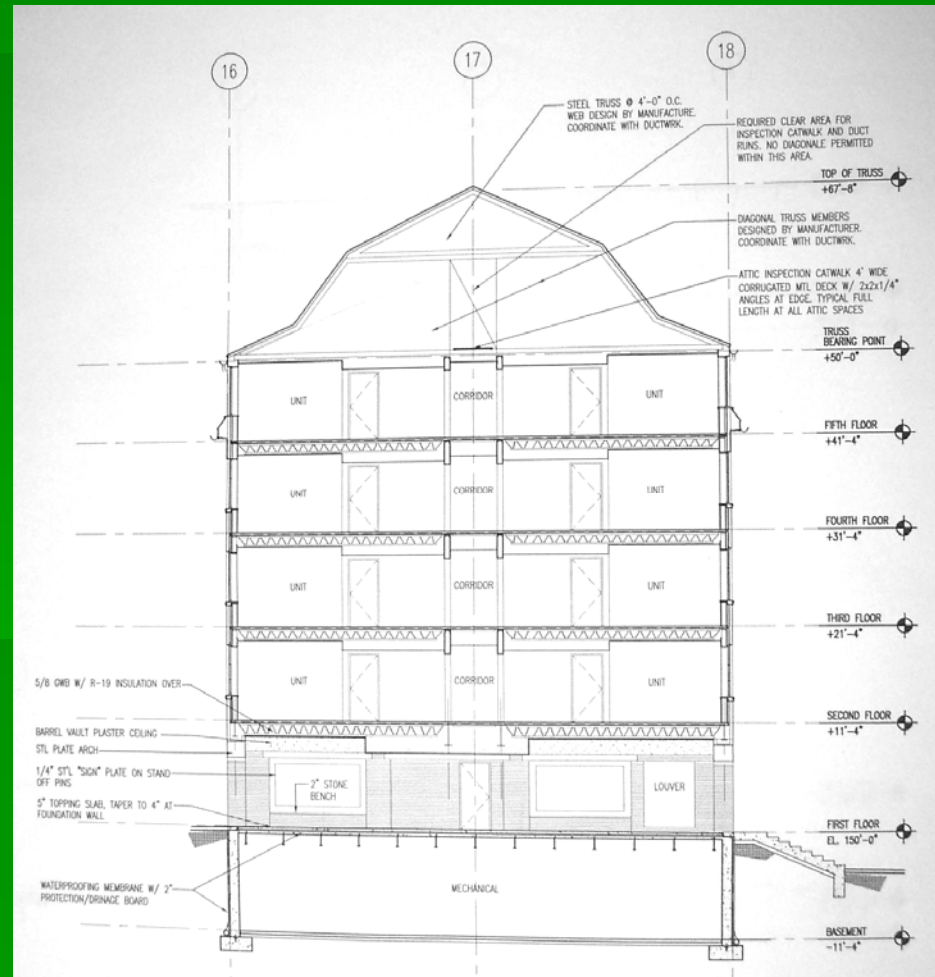 16
17
18
STEEL TRUSS @ 4'-0" O.C.
WEB DESIGN BY MANUFACTURE.
COORDINATE WITH DUCTWRK.
REQUIRED CLEAR AREA FOR
INSPECTION CATWALK AND DUCT
RUNS. NO DIAGONALE PERMITTED
WITHIN THIS AREA.
TOP OF TRUSS
+67'-8"
DIAGONAL TRUSS MEMBERS
DESIGNED BY MANUFACTURER.
COORDINATE WITH DUCTWRK.
ATTIC INSPECTION CATWALK 4' WIDE
CORRUGATED MTL DECK W/ 2x2x1/4"
ANGLES AT EDGE. TYPICAL FULL
LENGTH AT ALL ATTIC SPACES
TRUSS
BEARING POINT
+50'-0"
UNIT
CORRIDOR
UNIT
FIFTH FLOOR
+41'-4"
UNIT
CORRIDOR
UNIT
FOURTH FLOOR
+31'-4"
UNIT
CORRIDOR
UNIT
THIRD FLOOR
+21'-4"
UNIT
CORRIDOR
UNIT
5/8 GWB W/ R-19 INSULATION OVER
SECOND FLOOR
+11'-4"
BARREL VAULT PLASTER CEILING
STL PLATE ARCH
1/4" ST'L "SIGN" PLATE ON STAND
OFF PINS
2" STONE
BENCH
LOUVER
5" TOPPING SLAB, TAPER TO 4" AT
FOUNDATION WALL
FIRST FLOOR
EL. 150'-0"
WATERPROOFING MEMBRANE W/ 2"
PROTECTION/DRINAGE BOARD
MECHANICAL
BASEMENT
-11'-4"